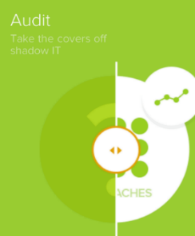 Audit
Take the covers off
shadow IT
ACHES